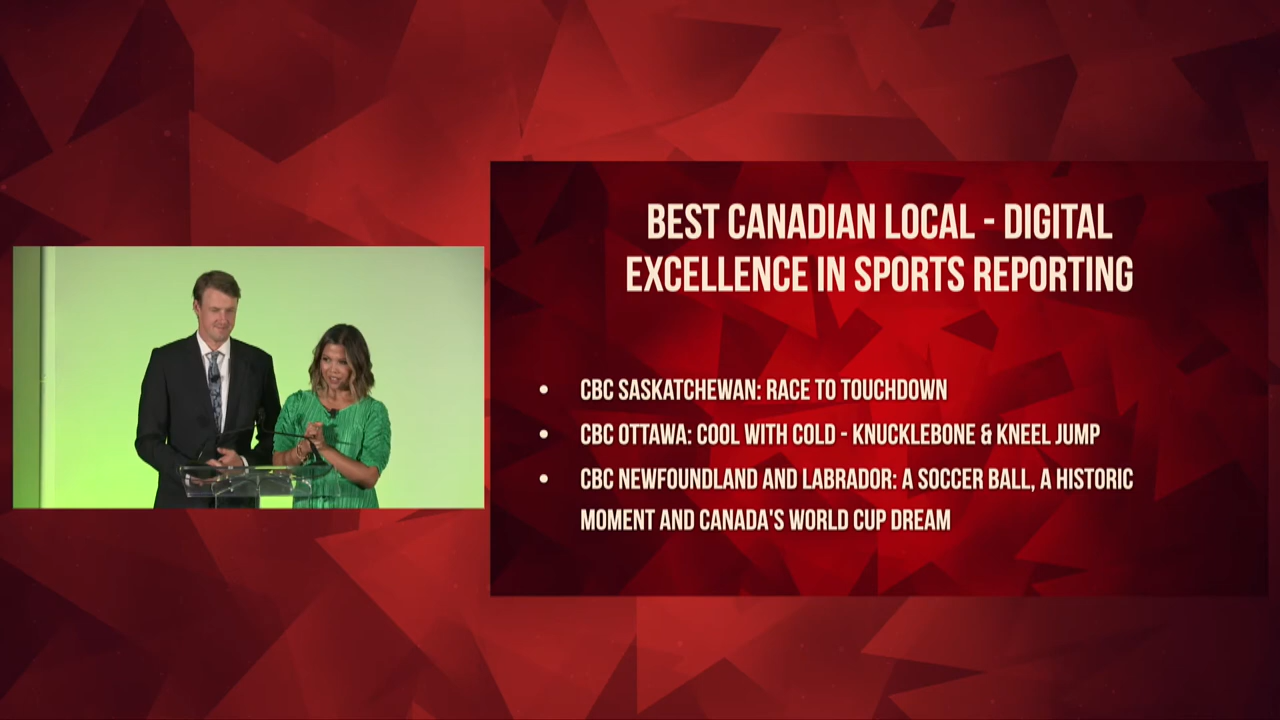 BEST CANADIAN LOCAL - DIGITAL
EXCELLENCE IN SPORTS REPORTING
• CBC SASKATCHEWAN: RACE TO TOUCHDOWN
• CBC OTTAWA: COOL WITH COLD - KNUCKLEBONE & KNEEL JUMP
• CBC NEWFOUNDLAND AND LABRADOR: A SOCCER BALL, A HISTORIC
MOMENT AND CANADA'S WORLD CUP DREAM